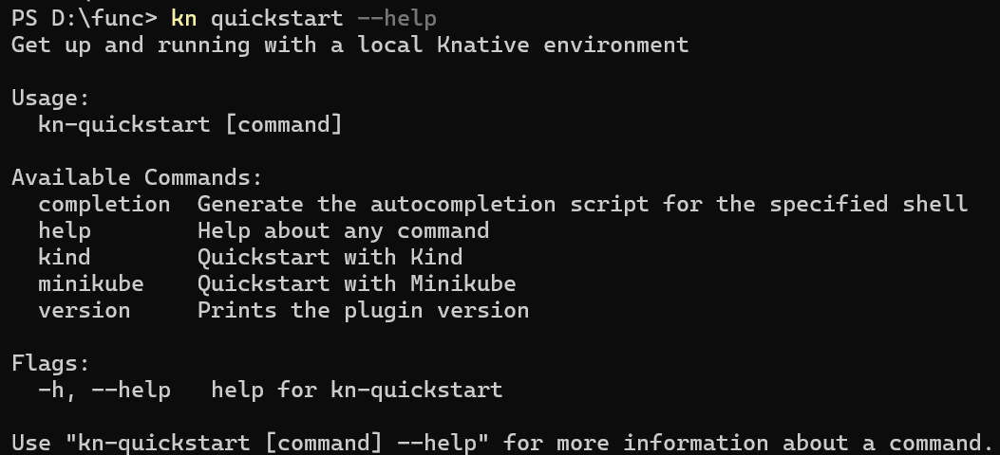 PS D:\func> kn quickstart --help
Get up and running with a local Knative environment
Usage:
  kn-quickstart [command]
Available Commands:
  completion  Generate the autocompletion script for the specified shell
  help        Help about any command
  kind        Quickstart with Kind
  minikube    Quickstart with Minikube
  version     Prints the plugin version
Flags:
  -h, --help   help for kn-quickstart
Use "kn-quickstart [command] --help" for more information about a command.